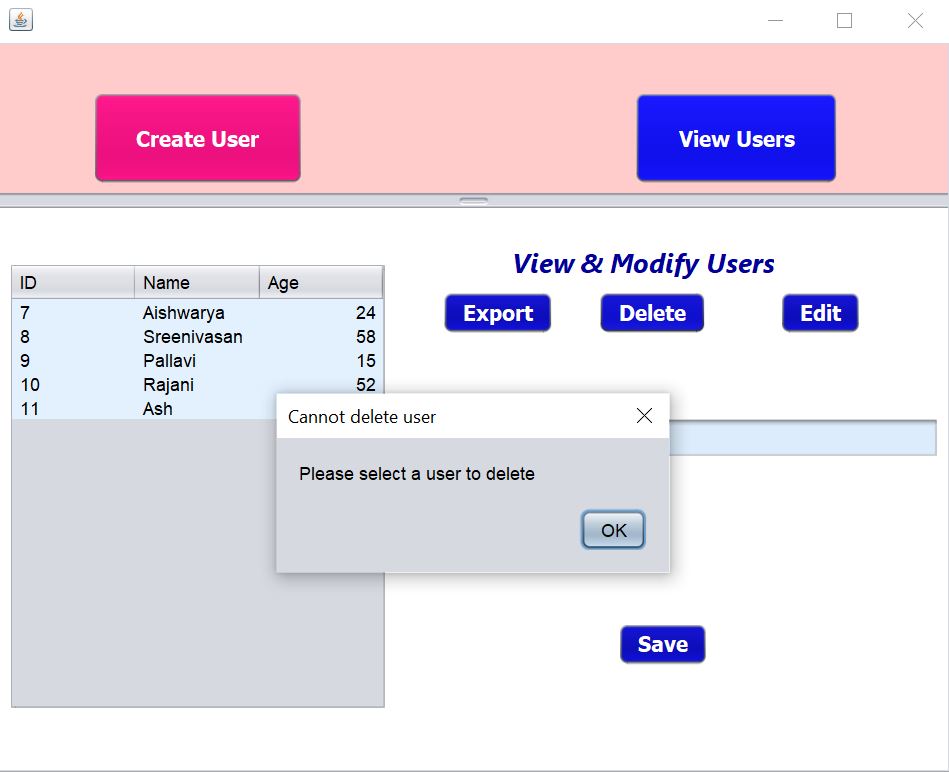 Create User
View Users
View & Modify Users
Export Delete Edit
ID Name Age
7 Aishwarya 24
8 Sreenivasan 58
9 Pallavi 15
10 Rajani 52
11 Ash
Cannot delete user
Please select a user to delete
OK
Save